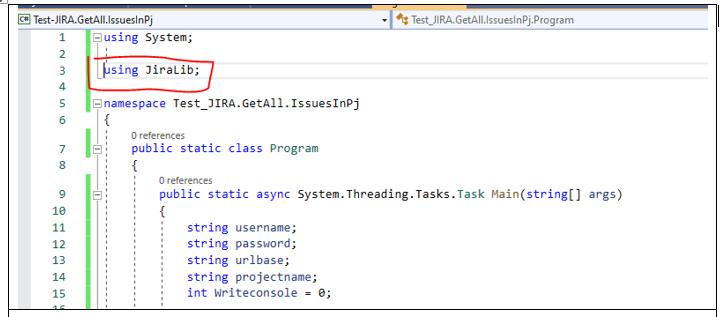 Test-JIRA.GetAll.IssuesInPj Test_JIRA.GetAll.IssuesInPj.Program
1 using System;
2
3 using JiraLib;
4
5 namespace Test_JIRA.GetAll.IssuesInPj
6 {
0 references
7 public static class Program
8 {
0 references
9 public static async System.Threading.Tasks.Task Main(string[] args)
10 {
11 string username;
12 string password;
13 string urlbase;
14 string projectname;
15 int Writeconsole = 0;